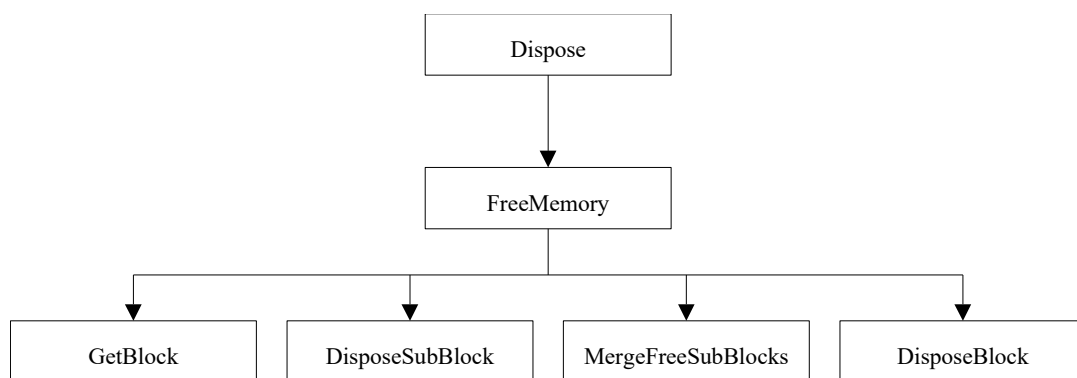 Dispose
FreeMemory
GetBlock
DisposeSubBlock
MergeFreeSubBlocks
DisposeBlock